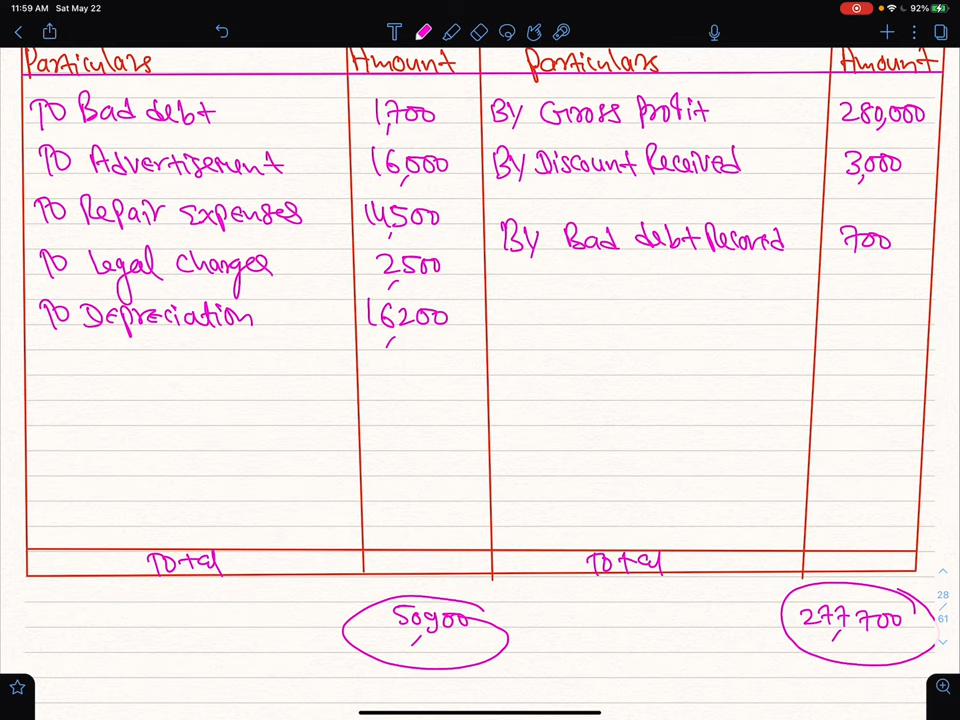 11:59 AM Sat May 22 92%
Particulars Amount Particulars Amount
To Bad debt 1,700 By Gross profit 280,000
To Advertisement 16,000 By Discount Received 3,000
To Repair Expenses 14,500
By Bad debt Recovred 700
To Legal charges 2,500
To Depreciation 16,200
Total Total
28
/
61
50,900 277,700